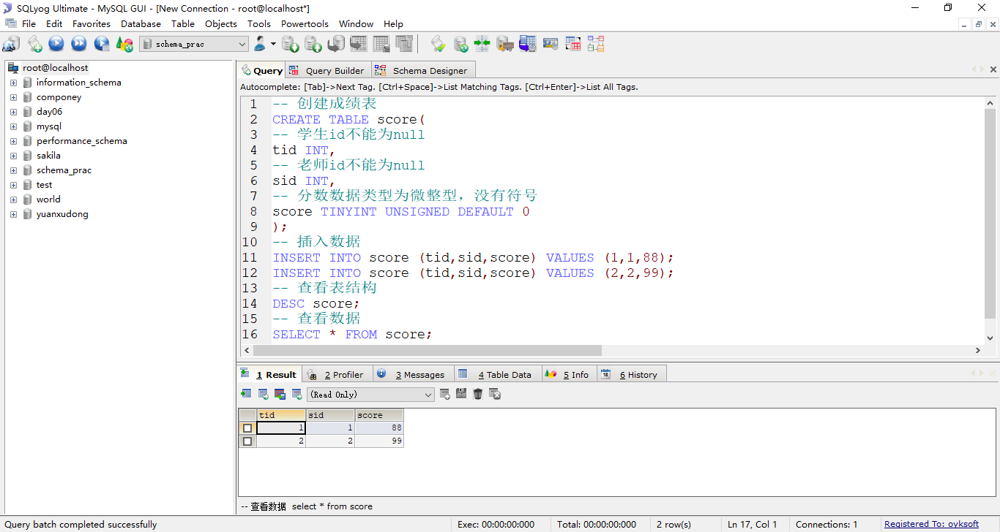 SQLyog Ultimate - MySQL GUI - [New Connection - root@localhost*]
File Edit Favorites Database Table Objects Tools Powertools Window Help
schema_prac
root@localhost
information_schema
componey
day06
mysql
performance_schema
sakila
schema_prac
test
world
yuanxudong
Query Query Builder Schema Designer
Autocomplete: [Tab]->Next Tag. [Ctrl+Space]->List Matching Tags. [Ctrl+Enter]->List All Tags.
1 -- 创建成绩表
2 CREATE TABLE score(
3 -- 学生id不能为null
4 tid INT,
5 -- 老师id不能为null
6 sid INT,
7 -- 分数数据类型为微整型，没有符号
8 score TINYINT UNSIGNED DEFAULT 0
9 );
10 -- 插入数据
11 INSERT INTO score (tid,sid,score) VALUES (1,1,88);
12 INSERT INTO score (tid,sid,score) VALUES (2,2,99);
13 -- 查看表结构
14 DESC score;
15 -- 查看数据
16 SELECT * FROM score;
1 Result 2 Profiler 3 Messages 4 Table Data 5 Info 6 History
(Read Only)
tid sid score
1 1 88
2 2 99
-- 查看数据 select * from score
Query batch completed successfully Exec: 00:00:00:000 Total: 00:00:00:000 2 row(s) Ln 17, Col 1 Connections: 1 Registered To: oyksoft